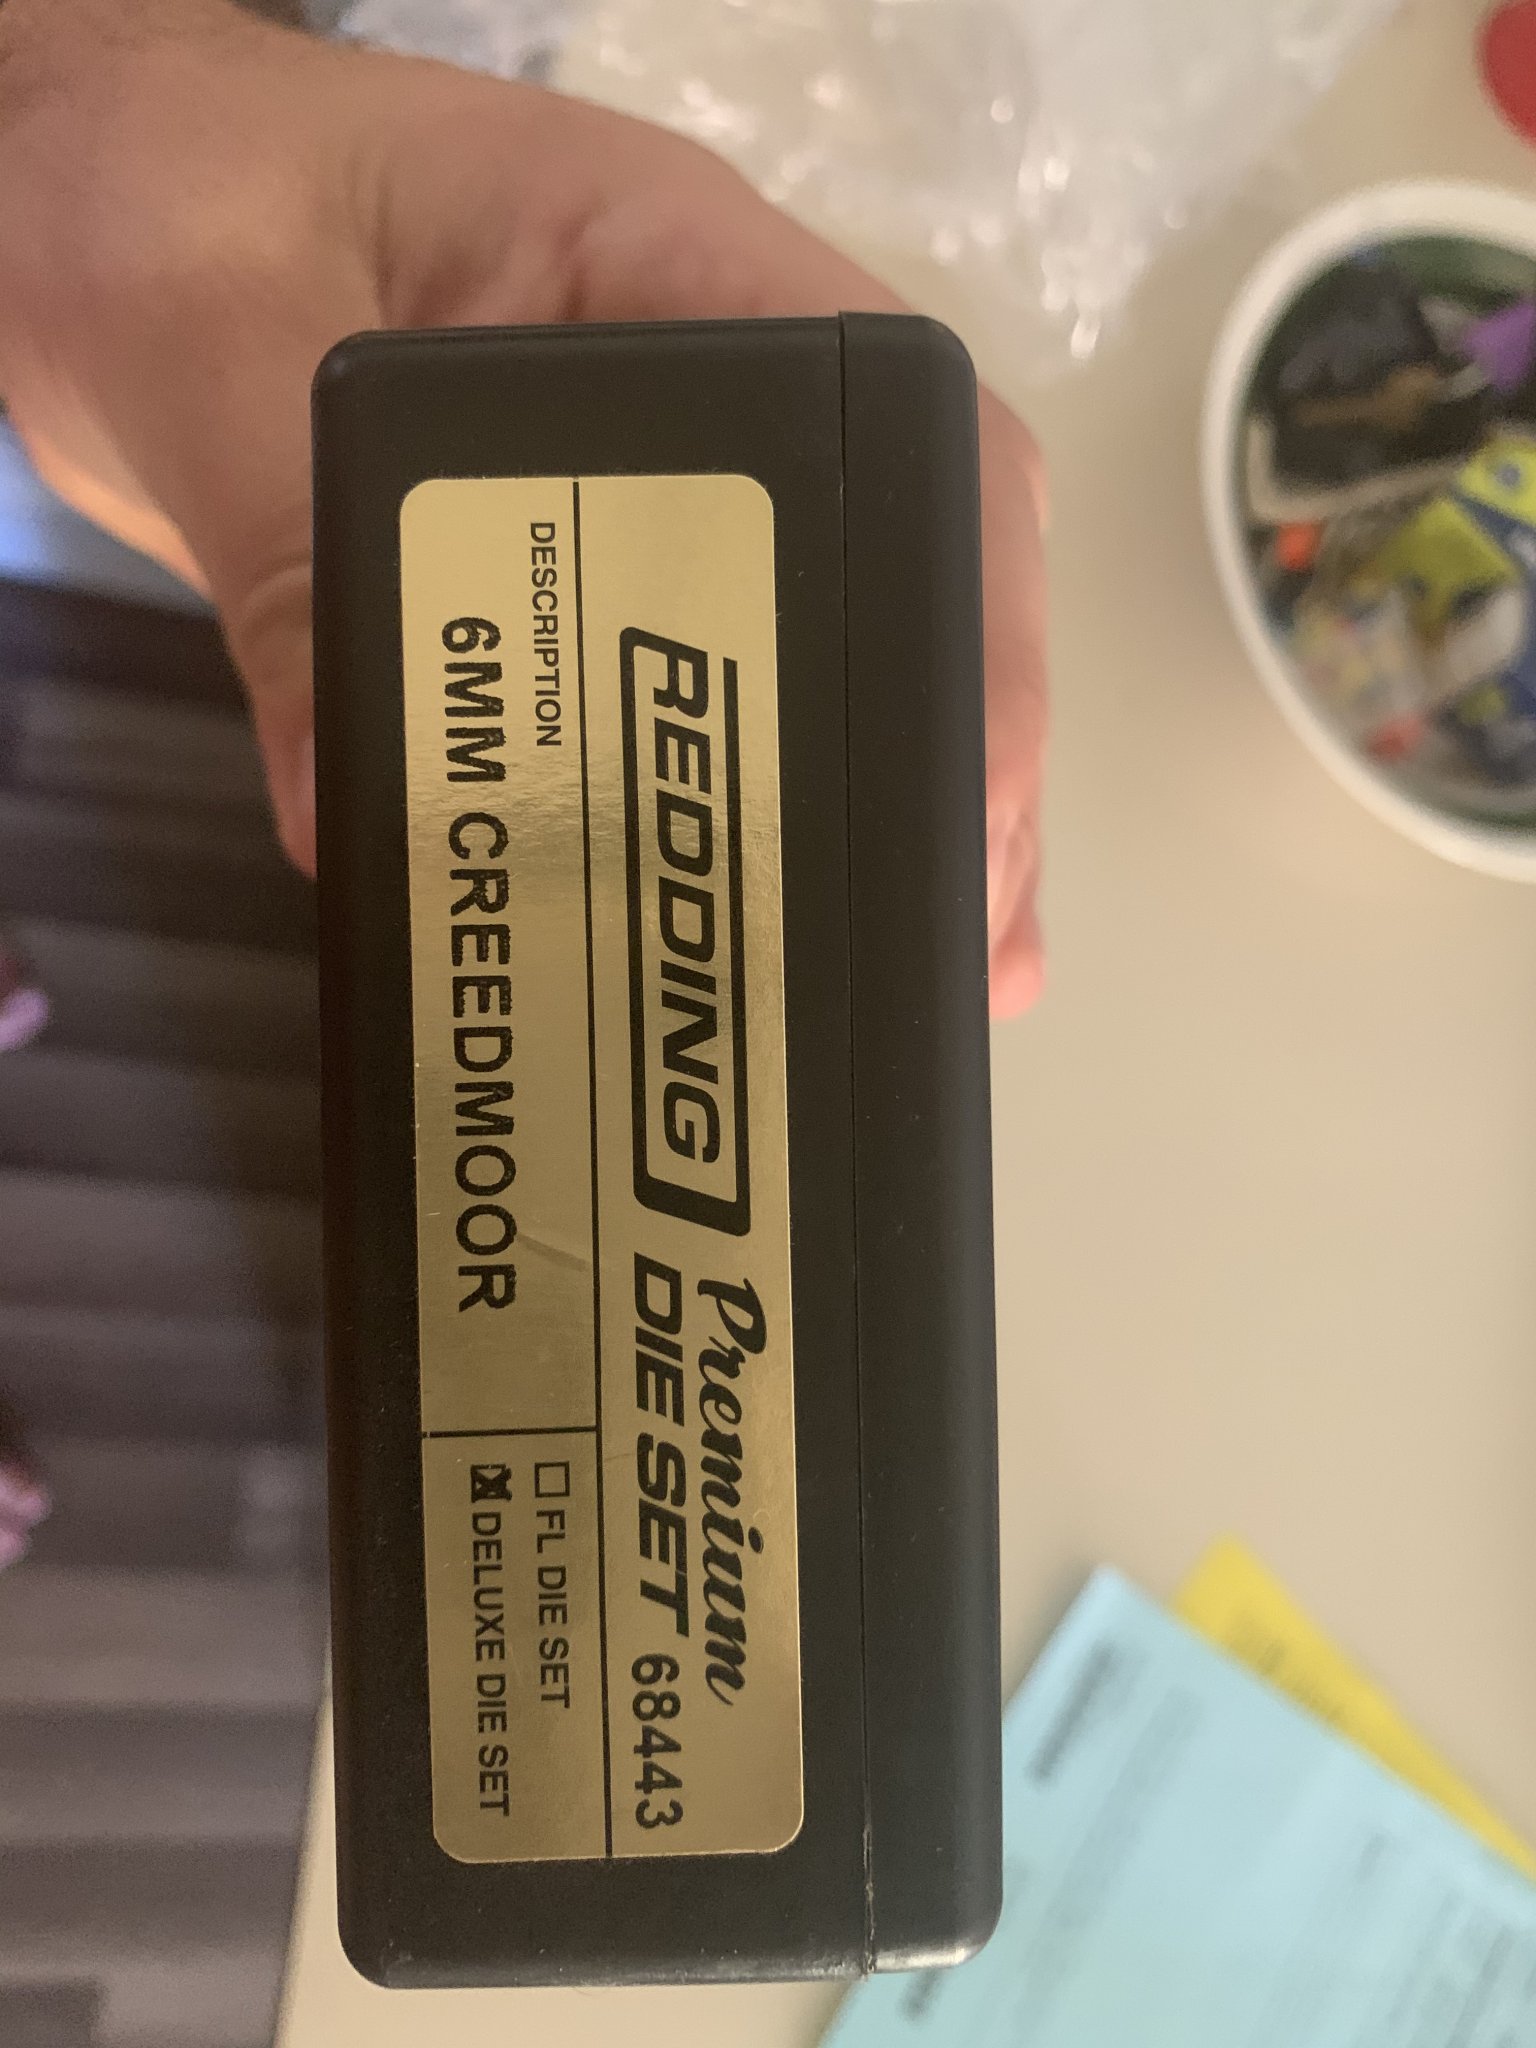 REDDING Premium
DIE SET 68443
DESCRIPTION
6MM CREEDMOOR
☐ FL DIE SET
☒ DELUXE DIE SET